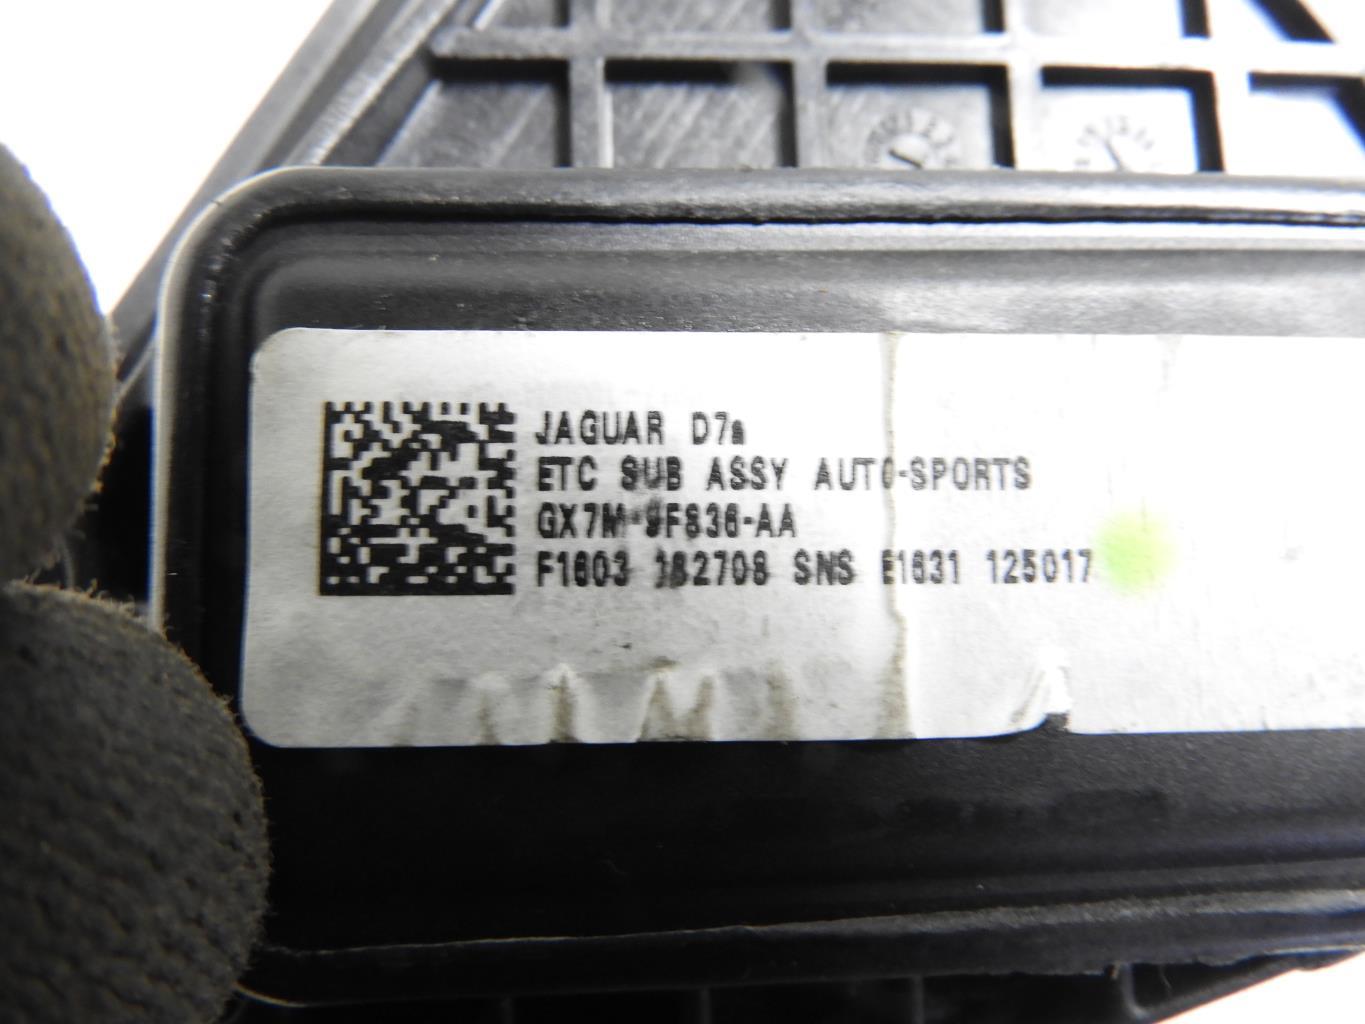 JAGUAR D7a
ETC SUB ASSY AUTO-SPORTS
GX7M-9F836-AA
F1603 182708 SNS E1631 125017